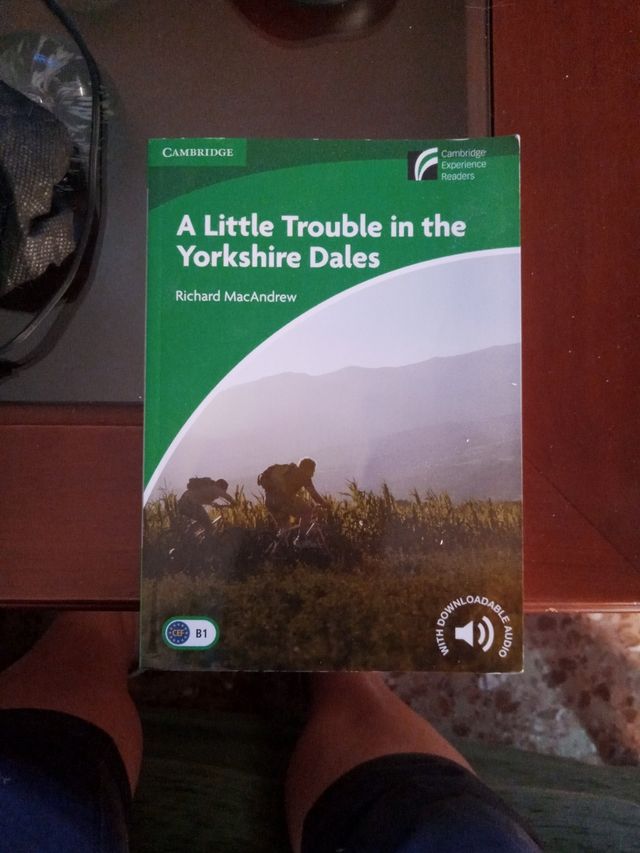 CAMBRIDGE
Cambridge
Experience
Readers
A Little Trouble in the
Yorkshire Dales
Richard MacAndrew
CEF B1
WITH DOWNLOADABLE AUDIO